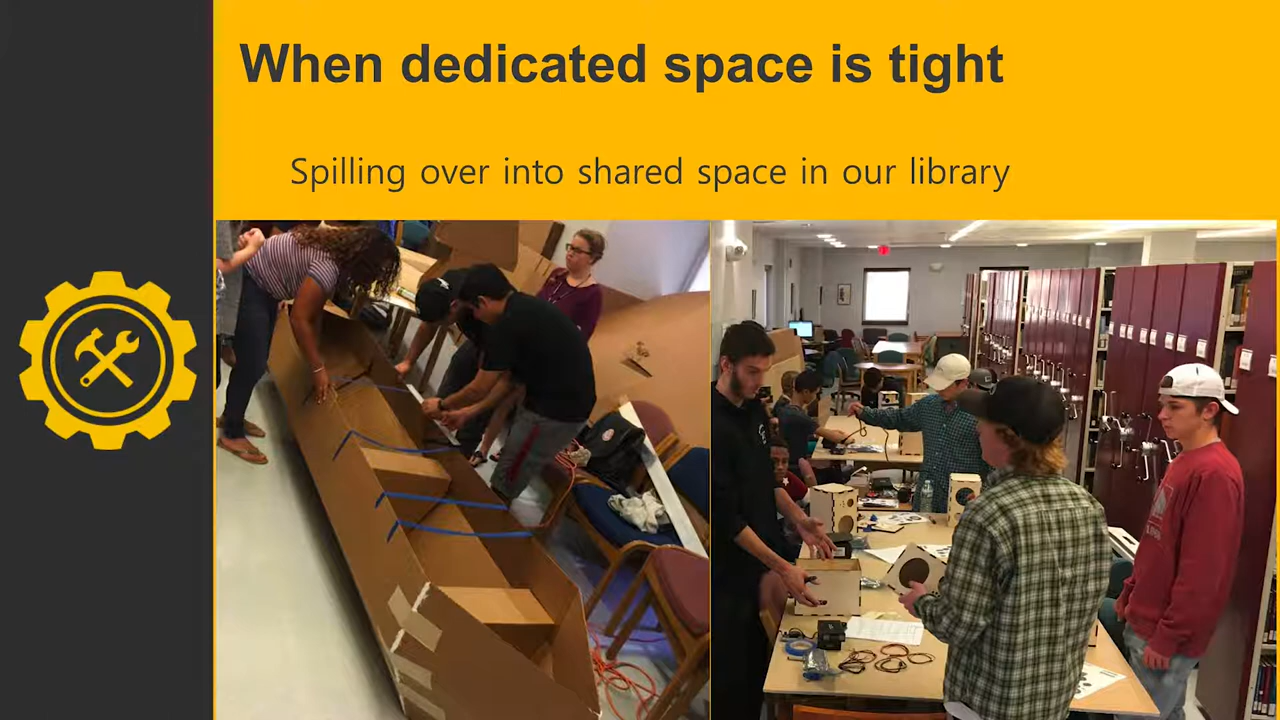 When dedicated space is tight
Spilling over into shared space in our library